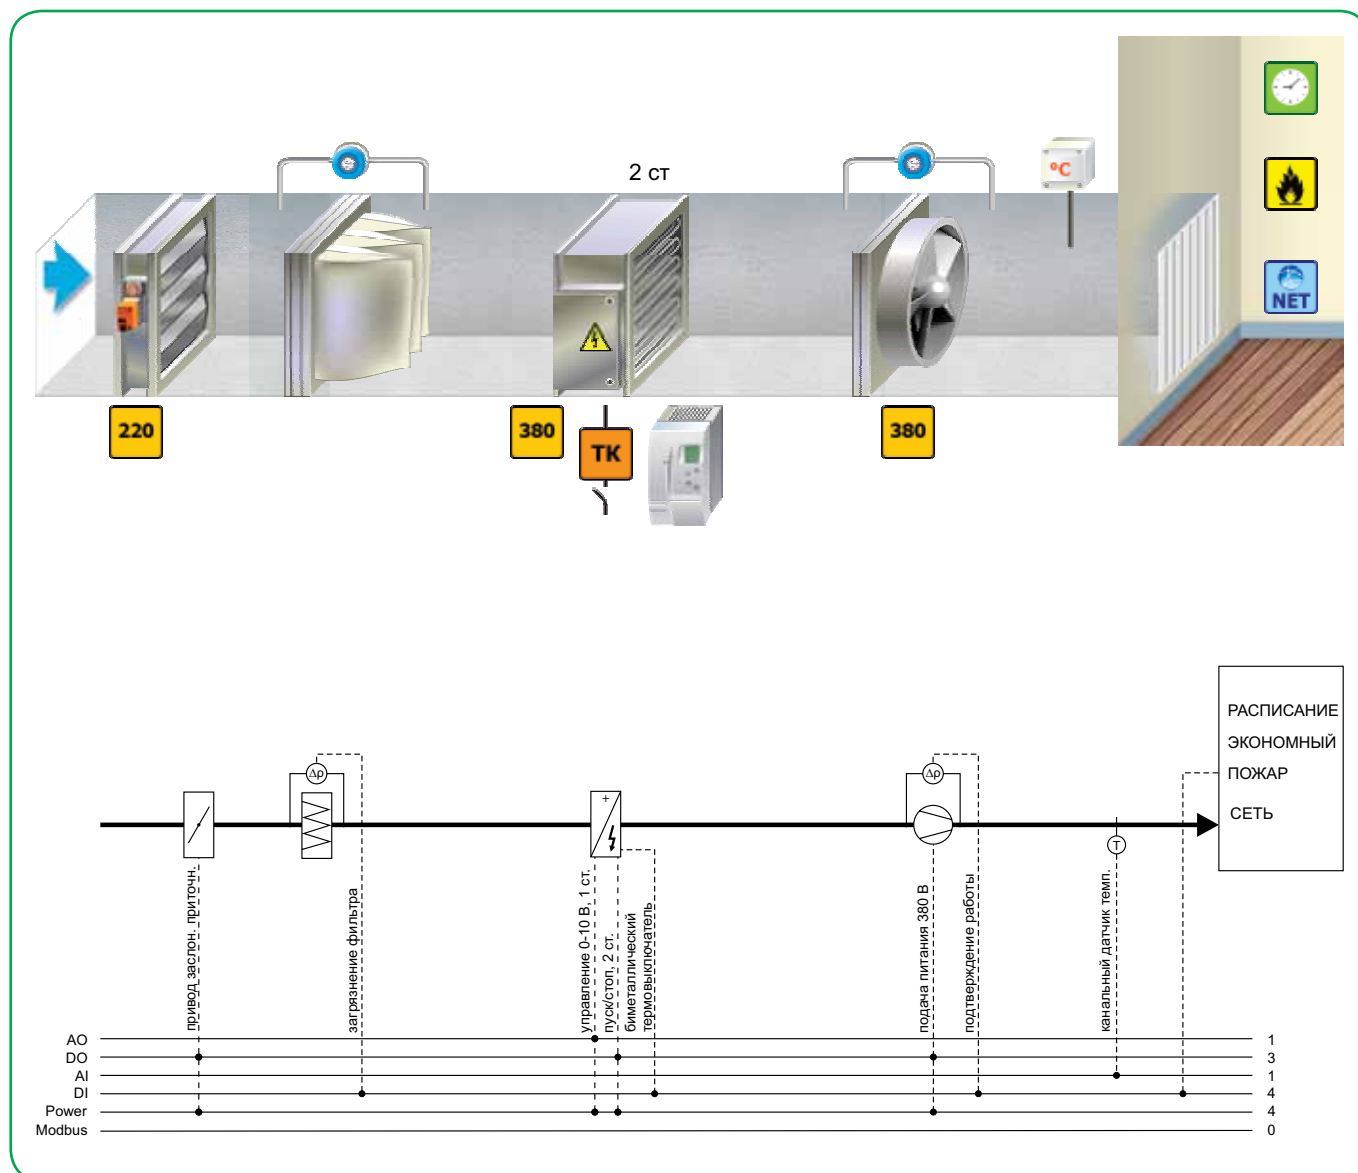 2 ст
°C
NET
220
380
ТК
380
РАСПИСАНИЕ
ЭКОНОМНЫЙ
ПОЖАР
СЕТЬ
Δρ
Δρ
+
T
привод заслон. приточн.
загрязнение фильтра
управление 0-10 В, 1 ст.
пуск/стоп, 2 ст.
биметаллический
термовыключатель
подача питания 380 В
подтверждение работы
канальный датчик темп.
AO 1
DO 3
AI 1
DI 4
Power 4
Modbus 0